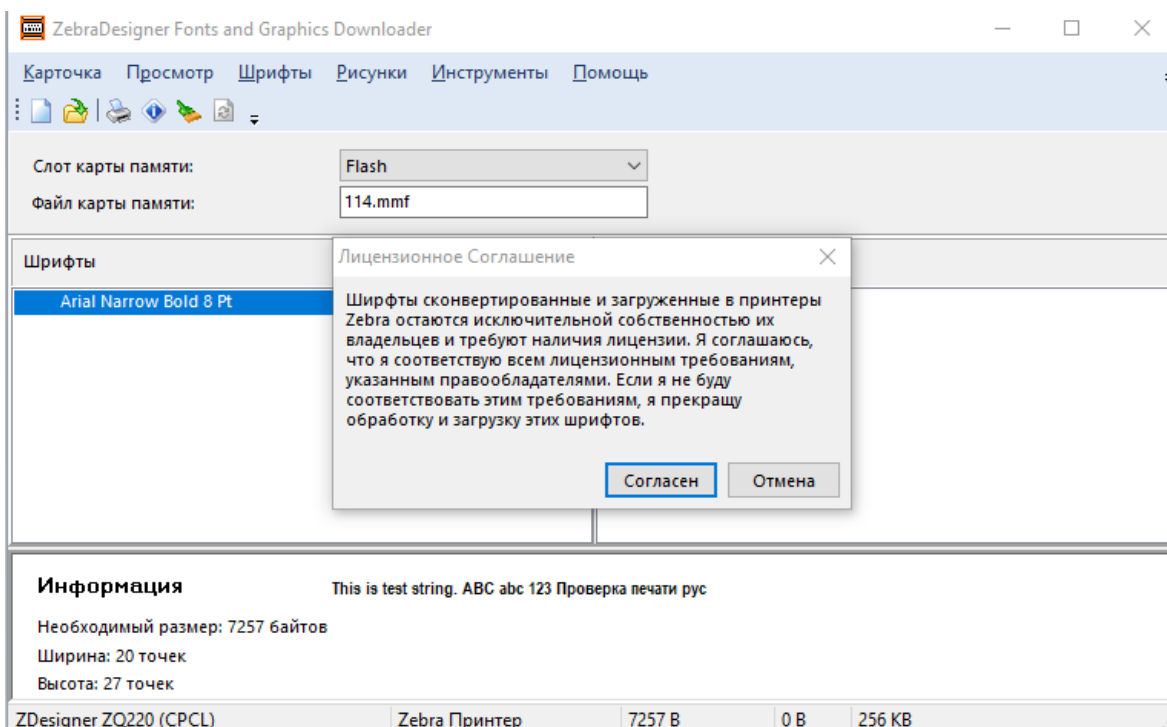 ZebraDesigner Fonts and Graphics Downloader
Карточка Просмотр Шрифты Рисунки Инструменты Помощь
Слот карты памяти: Flash
Файл карты памяти: 114.mmf
Шрифты
Arial Narrow Bold 8 Pt
Лицензионное Соглашение
Ширфты сконвертированные и загруженные в принтеры
Zebra остаются исключительной собственностью их
владельцев и требуют наличия лицензии. Я соглашаюсь,
что я соответствую всем лицензионным требованиям,
указанным правообладателями. Если я не буду
соответствовать этим требованиям, я прекращу
обработку и загрузку этих шрифтов.
Согласен Отмена
Информация
This is test string. ABC abc 123 Проверка печати рус
Необходимый размер: 7257 байтов
Ширина: 20 точек
Высота: 27 точек
ZDesigner ZQ220 (CPCL) Zebra Принтер 7257 B 0 B 256 KB